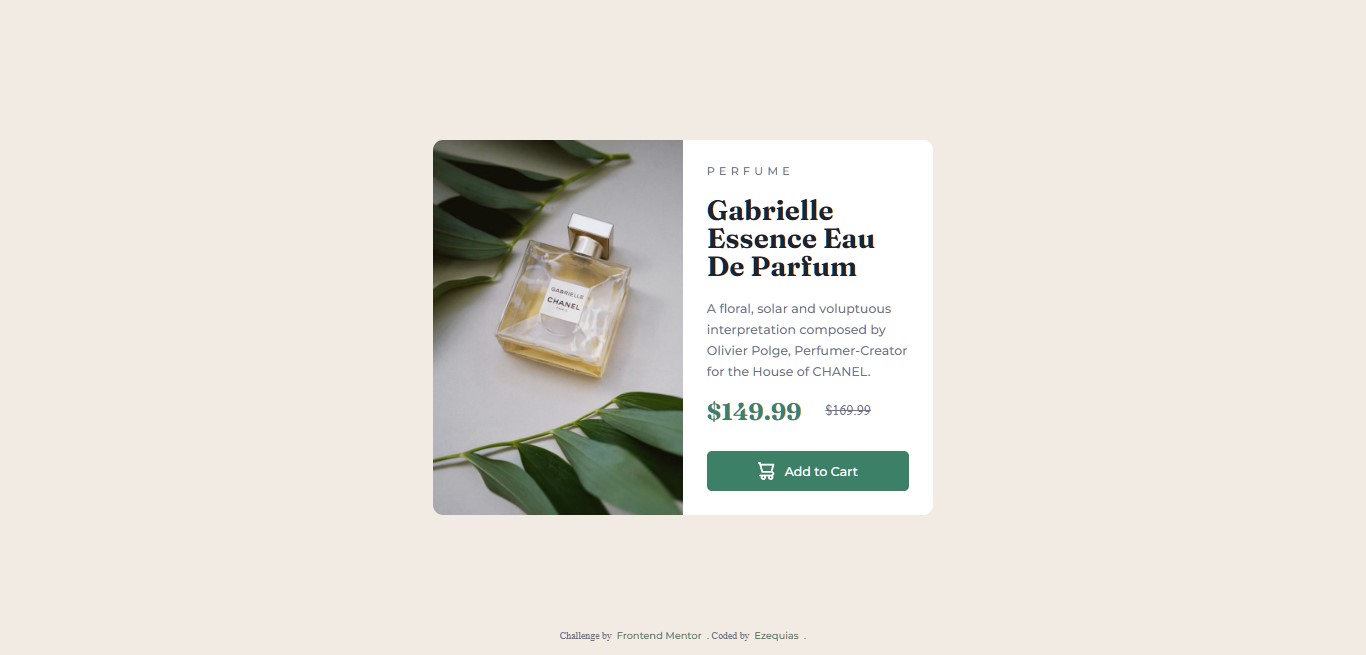 PERFUME
Gabrielle
Essence Eau
De Parfum
A floral, solar and voluptuous
interpretation composed by
Olivier Polge, Perfumer-Creator
for the House of CHANEL.
$149.99 $169.99
Add to Cart
GABRIELLE
CHANEL
PARIS
Challenge by Frontend Mentor . Coded by Ezequias .